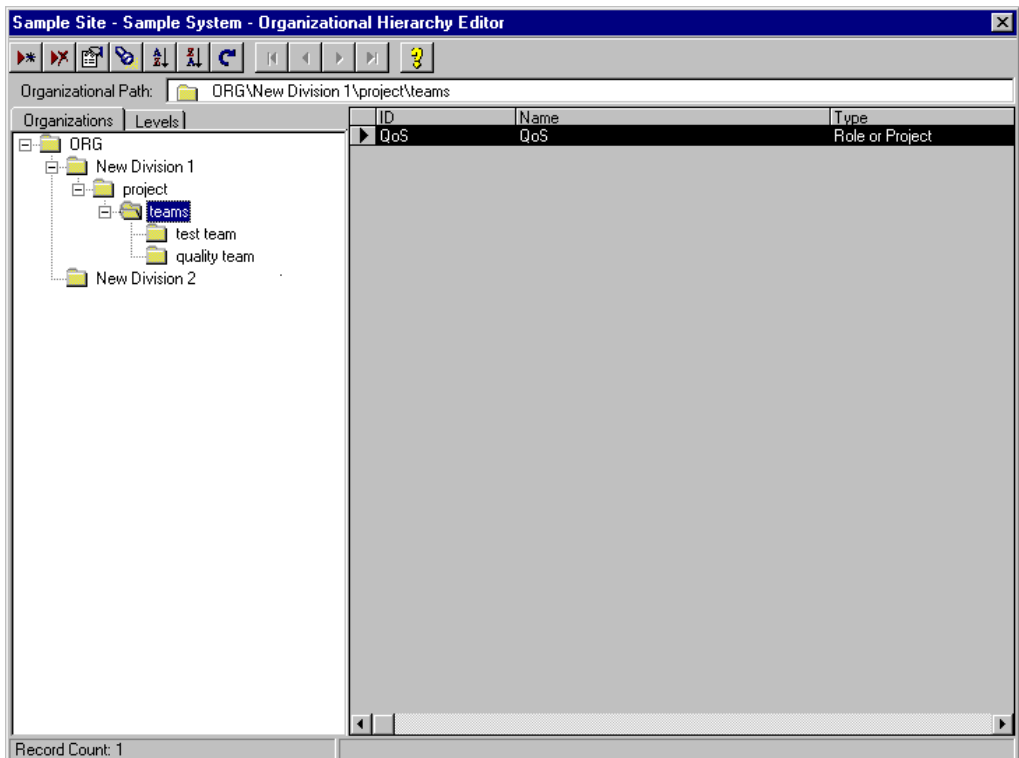 Sample Site - Sample System - Organizational Hierarchy Editor
Organizational Path: ORG\New Division 1\project\teams
Organizations Levels
ID Name Type
QoS QoS Role or Project
ORG
New Division 1
project
teams
test team
quality team
New Division 2
Record Count: 1